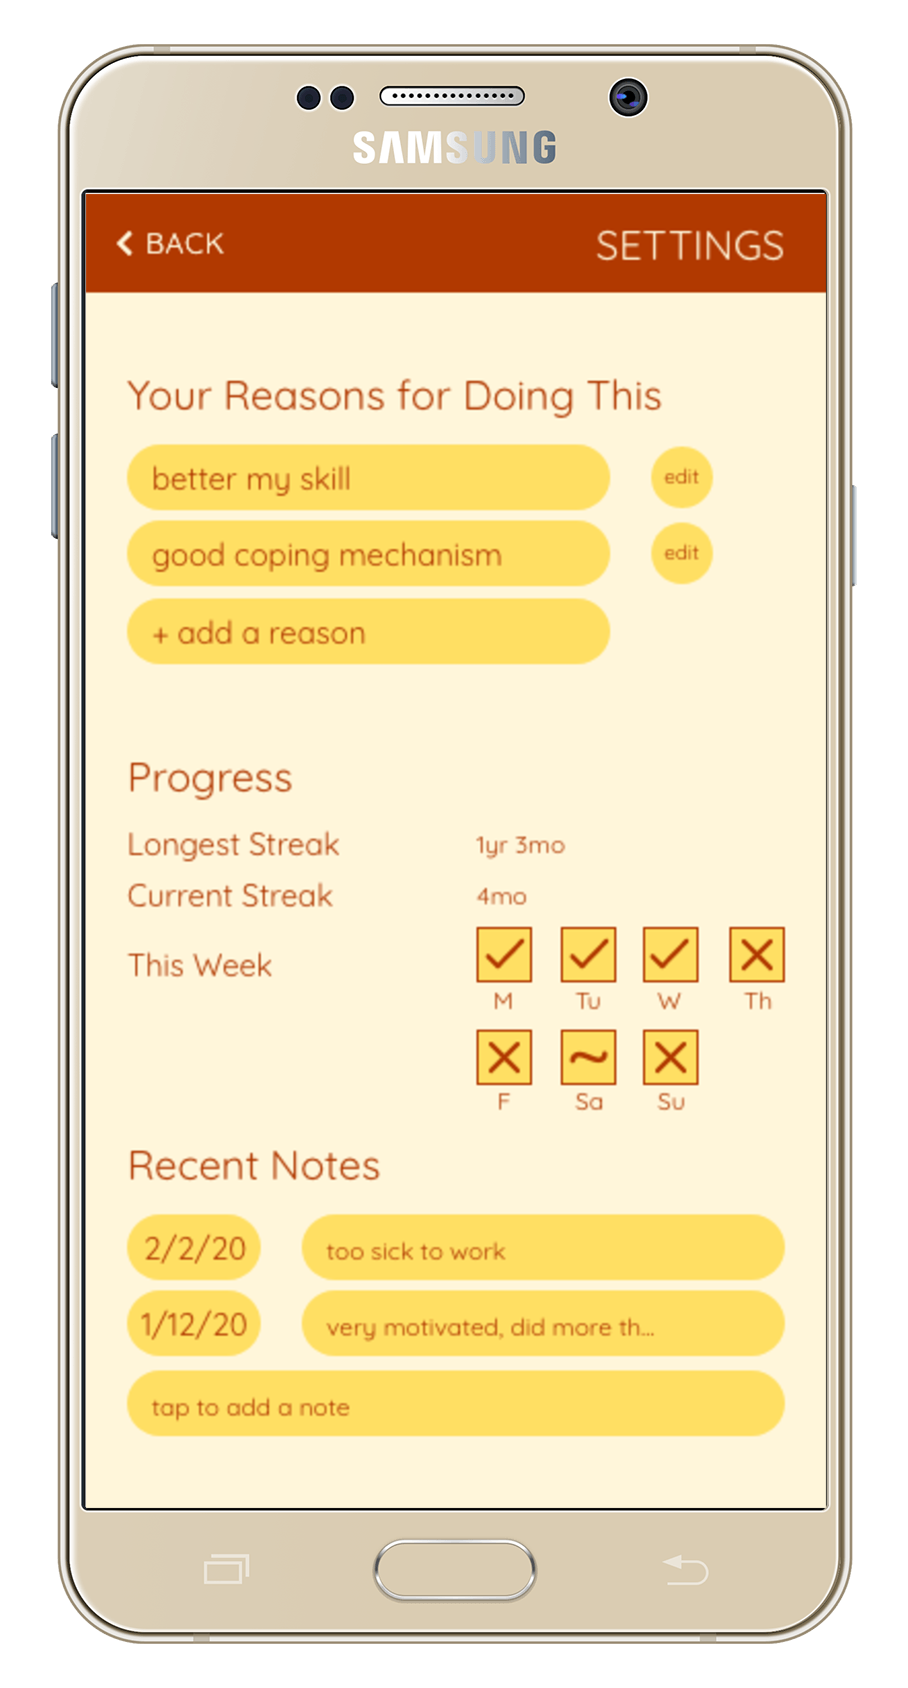 SAMSUNG
BACK SETTINGS
Your Reasons for Doing This
better my skill edit
good coping mechanism edit
+ add a reason
Progress
Longest Streak 1yr 3mo
Current Streak 4mo
This Week
M Tu W Th
F Sa Su
Recent Notes
2/2/20 too sick to work
1/12/20 very motivated, did more th...
tap to add a note